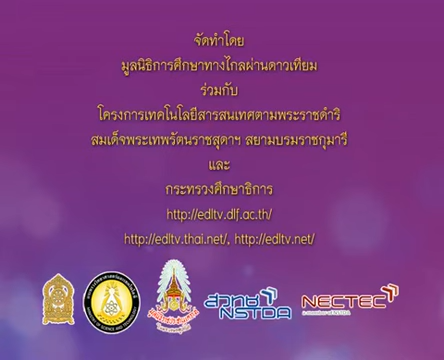 จัดทำโดย
มูลนิธิการศึกษาทางไกลผ่านดาวเทียม
ร่วมกับ
โครงการเทคโนโลยีสารสนเทศตามพระราชดำริ
สมเด็จพระเทพรัตนราชสุดาฯ สยามบรมราชกุมารี
และ
กระทรวงศึกษาธิการ
http://edltv.dlf.ac.th/
http://edltv.thai.net/, http://edltv.net/
สวทช NECTEC
NSTDA a member of NSTDA